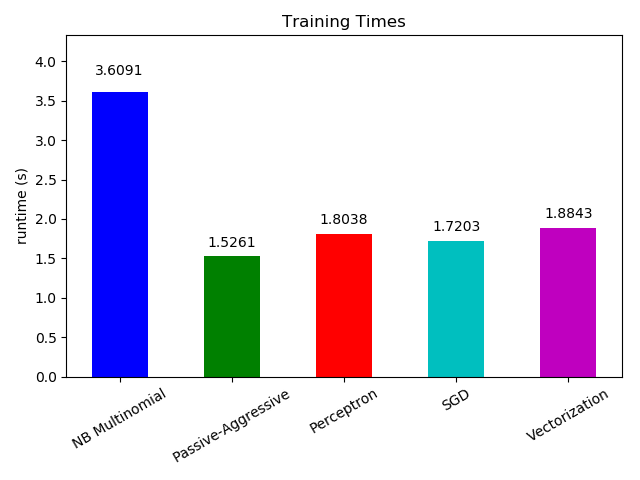 Training Times
runtime (s)
4.0
3.5
3.0
2.5
2.0
1.5
1.0
0.5
0.0
3.6091
1.5261
1.8038
1.7203
1.8843
NB Multinomial
Passive-Aggressive
Perceptron
SGD
Vectorization